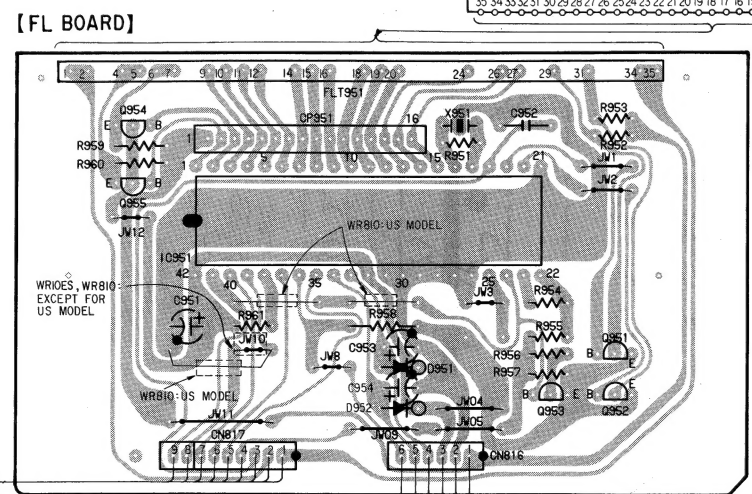 35 34 33 32 31 30 29 28 27 26 25 24 23 22 21 20 19 18 17 16 15
[FL BOARD]
1 2 4 5 6 7 9 10 11 12 14 15 16 18 19 20 24 26 27 29 31 34 35
FLT951
Q954
E B
CP951
16
X951
C952
R953
R952
R959
R960
R951
1 5 10 15 21
JW1
JW2
E B
Q955
JW12
WR810:US MODEL
IC951
42 40 35 30 25 22
WR10ES,WR810:
EXCEPT FOR
US MODEL
C951
R961
JW10
R958
JW3
R954
R955
C953
R956
R957
Q951
B E
JW8
D951
C954
WR810:US MODEL
D952
JW04
JW05
B E
Q953
B E
Q952
JW11
JW09
CN817
9 8 7 6 5 4 3 2 1
6 5 4 3 2 1
CN816